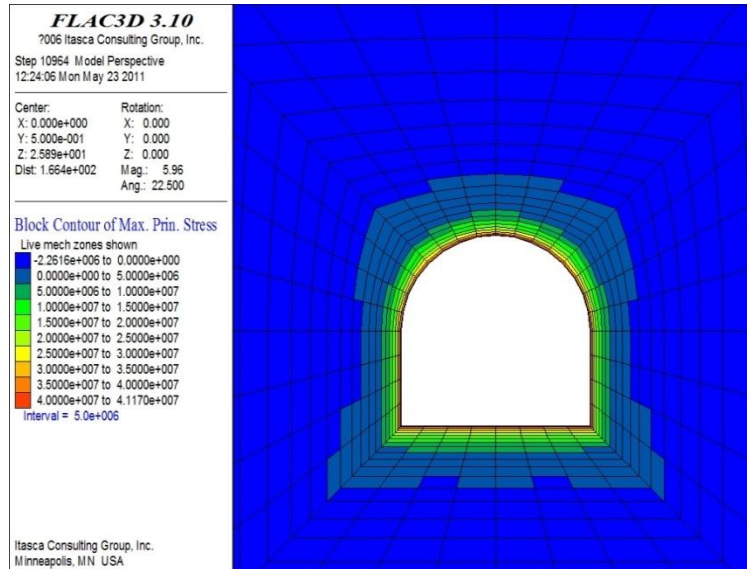 FLAC3D 3.10
?006 Itasca Consulting Group, Inc.
Step 10964 Model Perspective
12:24:06 Mon May 23 2011
Center: Rotation:
X: 0.000e+000 X: 0.000
Y: 5.000e-001 Y: 0.000
Z: 2.589e+001 Z: 0.000
Dist: 1.664e+002 Mag.: 5.96
Ang.: 22.500
Block Contour of Max. Prin. Stress
Live mech zones shown
-2.2616e+006 to 0.0000e+000
0.0000e+000 to 5.0000e+006
5.0000e+006 to 1.0000e+007
1.0000e+007 to 1.5000e+007
1.5000e+007 to 2.0000e+007
2.0000e+007 to 2.5000e+007
2.5000e+007 to 3.0000e+007
3.0000e+007 to 3.5000e+007
3.5000e+007 to 4.0000e+007
4.0000e+007 to 4.1170e+007
Interval = 5.0e+006
Itasca Consulting Group, Inc.
Minneapolis, MN USA